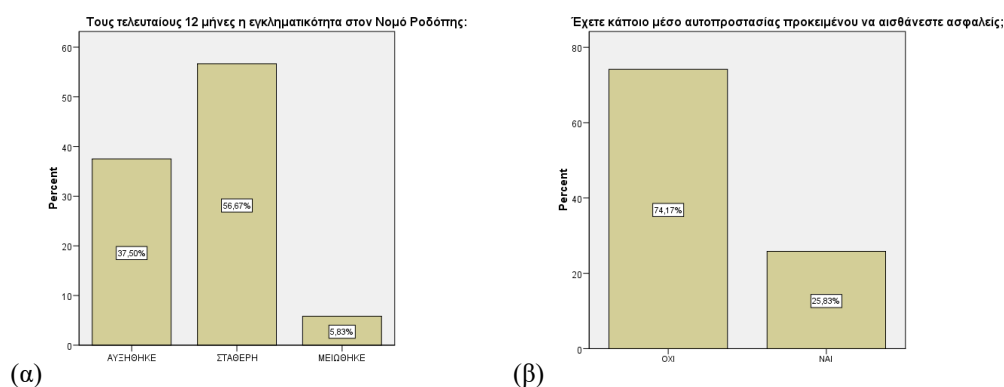 Τους τελευταίους 12 μήνες η εγκληματικότητα στον Νομό Ροδόπης:
Percent
60
50
40
30
20
10
0
37,50%
56,67%
5,83%
ΑΥΞΗΘΗΚΕ
ΣΤΑΘΕΡΗ
ΜΕΙΩΘΗΚΕ
(α)
Έχετε κάποιο μέσο αυτοπροστασίας προκειμένου να αισθάνεστε ασφαλείς;
Percent
80
60
40
20
0
74,17%
25,83%
ΟΧΙ
ΝΑΙ
(β)